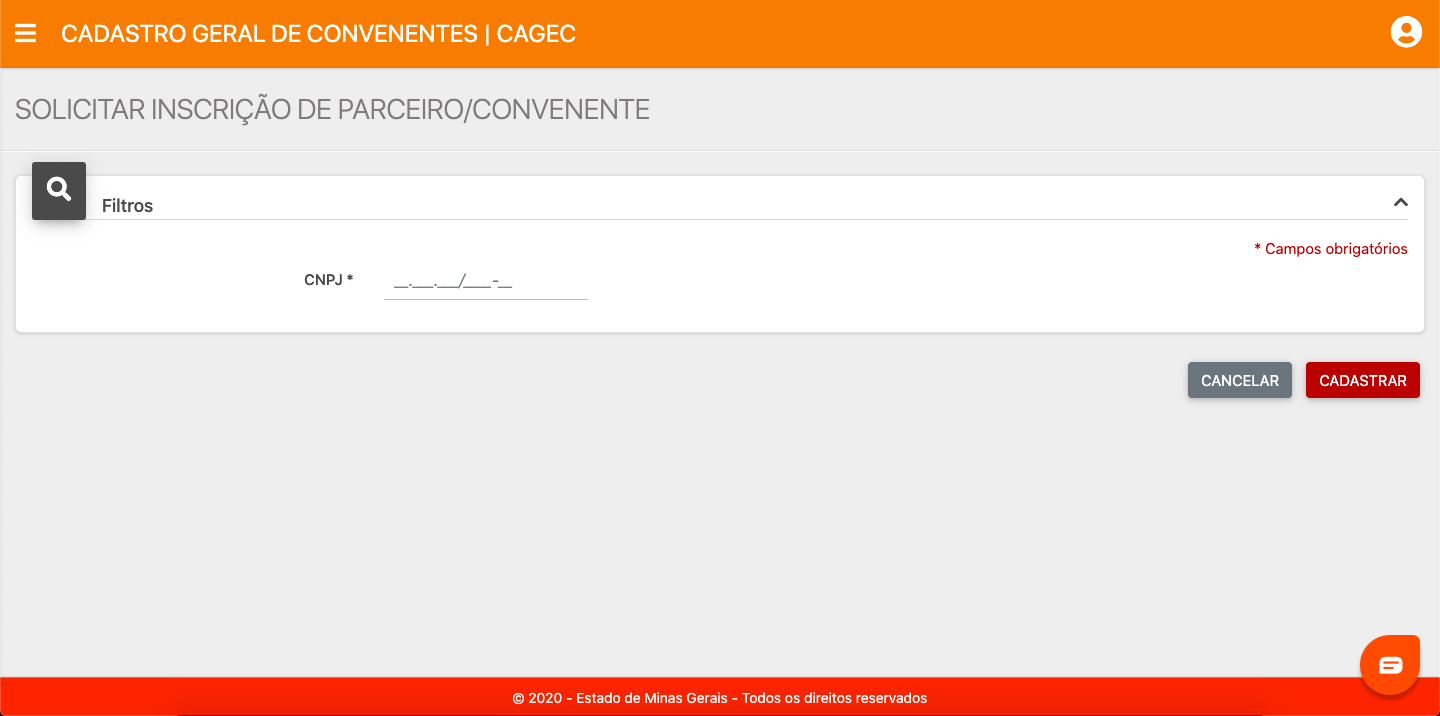 CADASTRO GERAL DE CONVENENTES | CAGEC
SOLICITAR INSCRIÇÃO DE PARCEIRO/CONVENENTE
Filtros
* Campos obrigatórios
CNPJ * __.___.___/____-__
CANCELAR CADASTRAR
© 2020 - Estado de Minas Gerais - Todos os direitos reservados